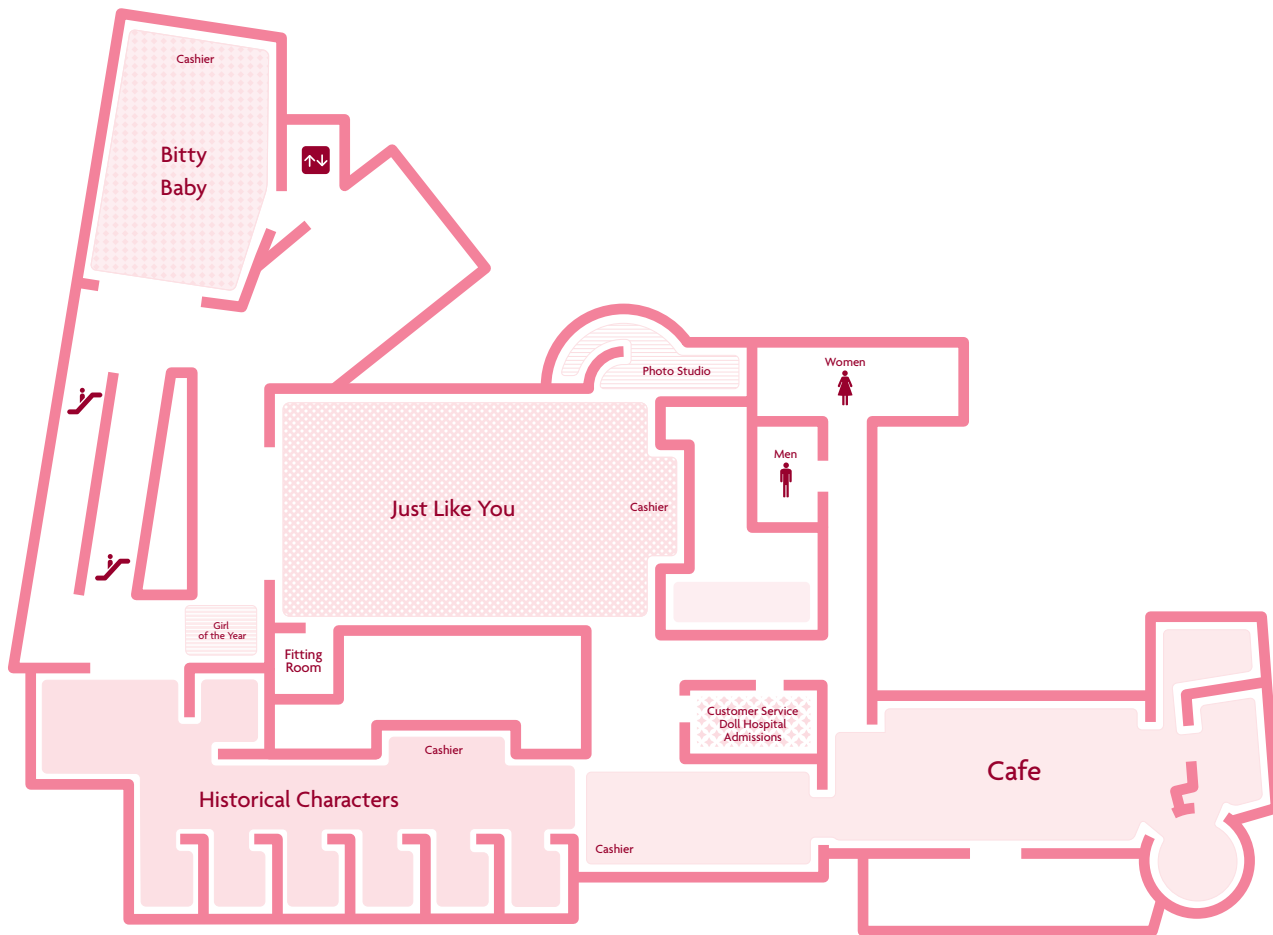 Cashier
Bitty
Baby
Photo Studio
Women
Men
Just Like You
Cashier
Girl
of the Year
Fitting
Room
Customer Service
Doll Hospital
Admissions
Cashier
Cafe
Historical Characters
Cashier